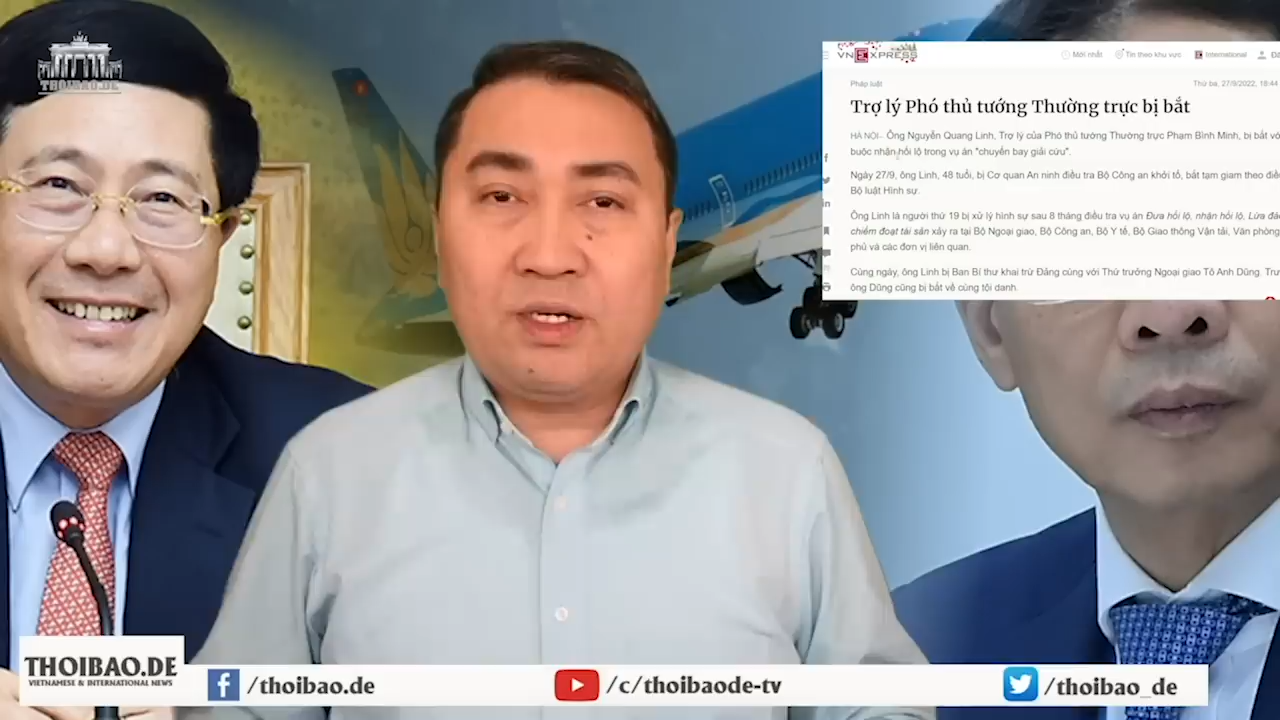 THOIBAO.DE
VNEXPRESS
Mới nhất
Tin theo khu vực
International
Pháp luật
Thứ ba, 27/9/2022, 18:44
Trợ lý Phó thủ tướng Thường trực bị bắt
HÀ NỘI- Ông Nguyễn Quang Linh, Trợ lý của Phó thủ tướng Thường trực Phạm Bình Minh, bị bắt với
buộc nhận hối lộ trong vụ án "chuyến bay giải cứu".
Ngày 27/9, ông Linh, 48 tuổi, bị Cơ quan An ninh điều tra Bộ Công an khởi tố, bắt tạm giam theo điề
Bộ luật Hình sự.
Ông Linh là người thứ 19 bị xử lý hình sự sau 8 tháng điều tra vụ án Đưa hối lộ, nhận hối lộ, Lừa đả
chiếm đoạt tài sản xảy ra tại Bộ Ngoại giao, Bộ Công an, Bộ Y tế, Bộ Giao thông Vận tải, Văn phòng
phủ và các đơn vị liên quan.
Cùng ngày, ông Linh bị Ban Bí thư khai trừ Đảng cùng với Thứ trưởng Ngoại giao Tô Anh Dũng. Trư
ông Dũng cũng bị bắt về cùng tội danh.
THOIBAO.DE
VIETNAMESE & INTERNATIONAL NEWS
/thoibao.de
/c/thoibaode-tv
/thoibao_de